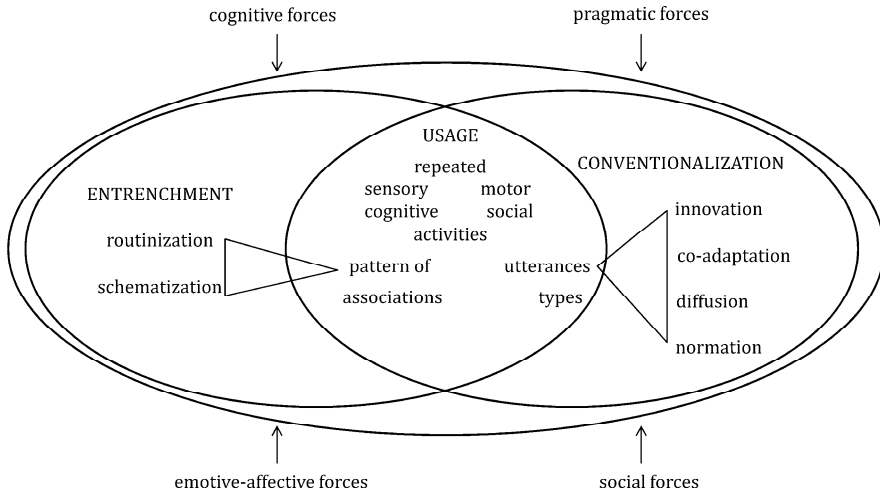 cognitive forces
pragmatic forces
USAGE
repeated
sensory motor
cognitive social
activities
pattern of
associations
utterances
types
ENTRENCHMENT
routinization
schematization
CONVENTIONALIZATION
innovation
co-adaptation
diffusion
normation
emotive-affective forces
social forces